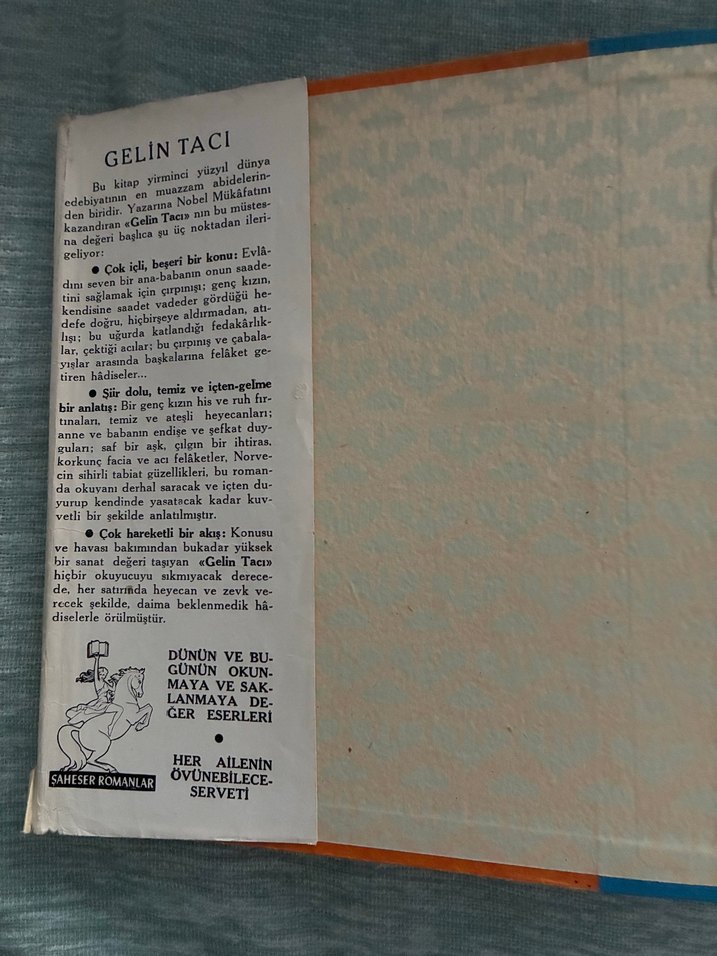 GELİN TACI
Bu kitap yirminci yüzyıl dünya
edebiyatının en muazzam abidelerin-
den biridir. Yazarına Nobel Mükâfatını
kazandıran «Gelin Tacı» nın bu müstes-
na değeri başlıca şu üç noktadan ileri-
geliyor:
● Çok içli, beşeri bir konu: Evlâ-
dını seven bir ana-babanın onun saade-
tini sağlamak için çırpınışı; genç kızın,
kendisine saadet vadeder gördüğü he-
defe doğru, hiçbirşeye aldırmadan, atı-
lışı; bu uğurda katlandığı fedakârlık-
lar, çektiği acılar; bu çırpınış ve çabala-
yışlar arasında başkalarına felâket ge-
tiren hâdiseler...
● Şiir dolu, temiz ve içten-gelme
bir anlatış: Bir genç kızın his ve ruh fır-
tınaları, temiz ve ateşli heyecanları;
anne ve babanın endişe ve şefkat duy-
guları; saf bir aşk, çılgın bir ihtiras,
korkunç facia ve acı felâketler, Norve-
cin sihirli tabiat güzellikleri, bu roman-
da okuyanı derhal saracak ve içten du-
yurup kendinde yaşatacak kadar kuv-
vetli bir şekilde anlatılmıştır.
● Çok hareketli bir akış: Konusu
ve havası bakımından bukadar yüksek
bir sanat değeri taşıyan «Gelin Tacı»
hiçbir okuyucuyu sıkmıyacak derece-
de, her satırında heyecan ve zevk ve-
recek şekilde, daima beklenmedik hâ-
diselerle örülmüştür.
DÜNÜN VE BU-
GÜNÜN OKUN-
MAYA VE SAK-
LANMAYA DE-
ĞER ESERLERİ
●
HER AİLENİN
ÖVÜNEBİLECE-
SERVETİ
ŞAHESER ROMANLAR